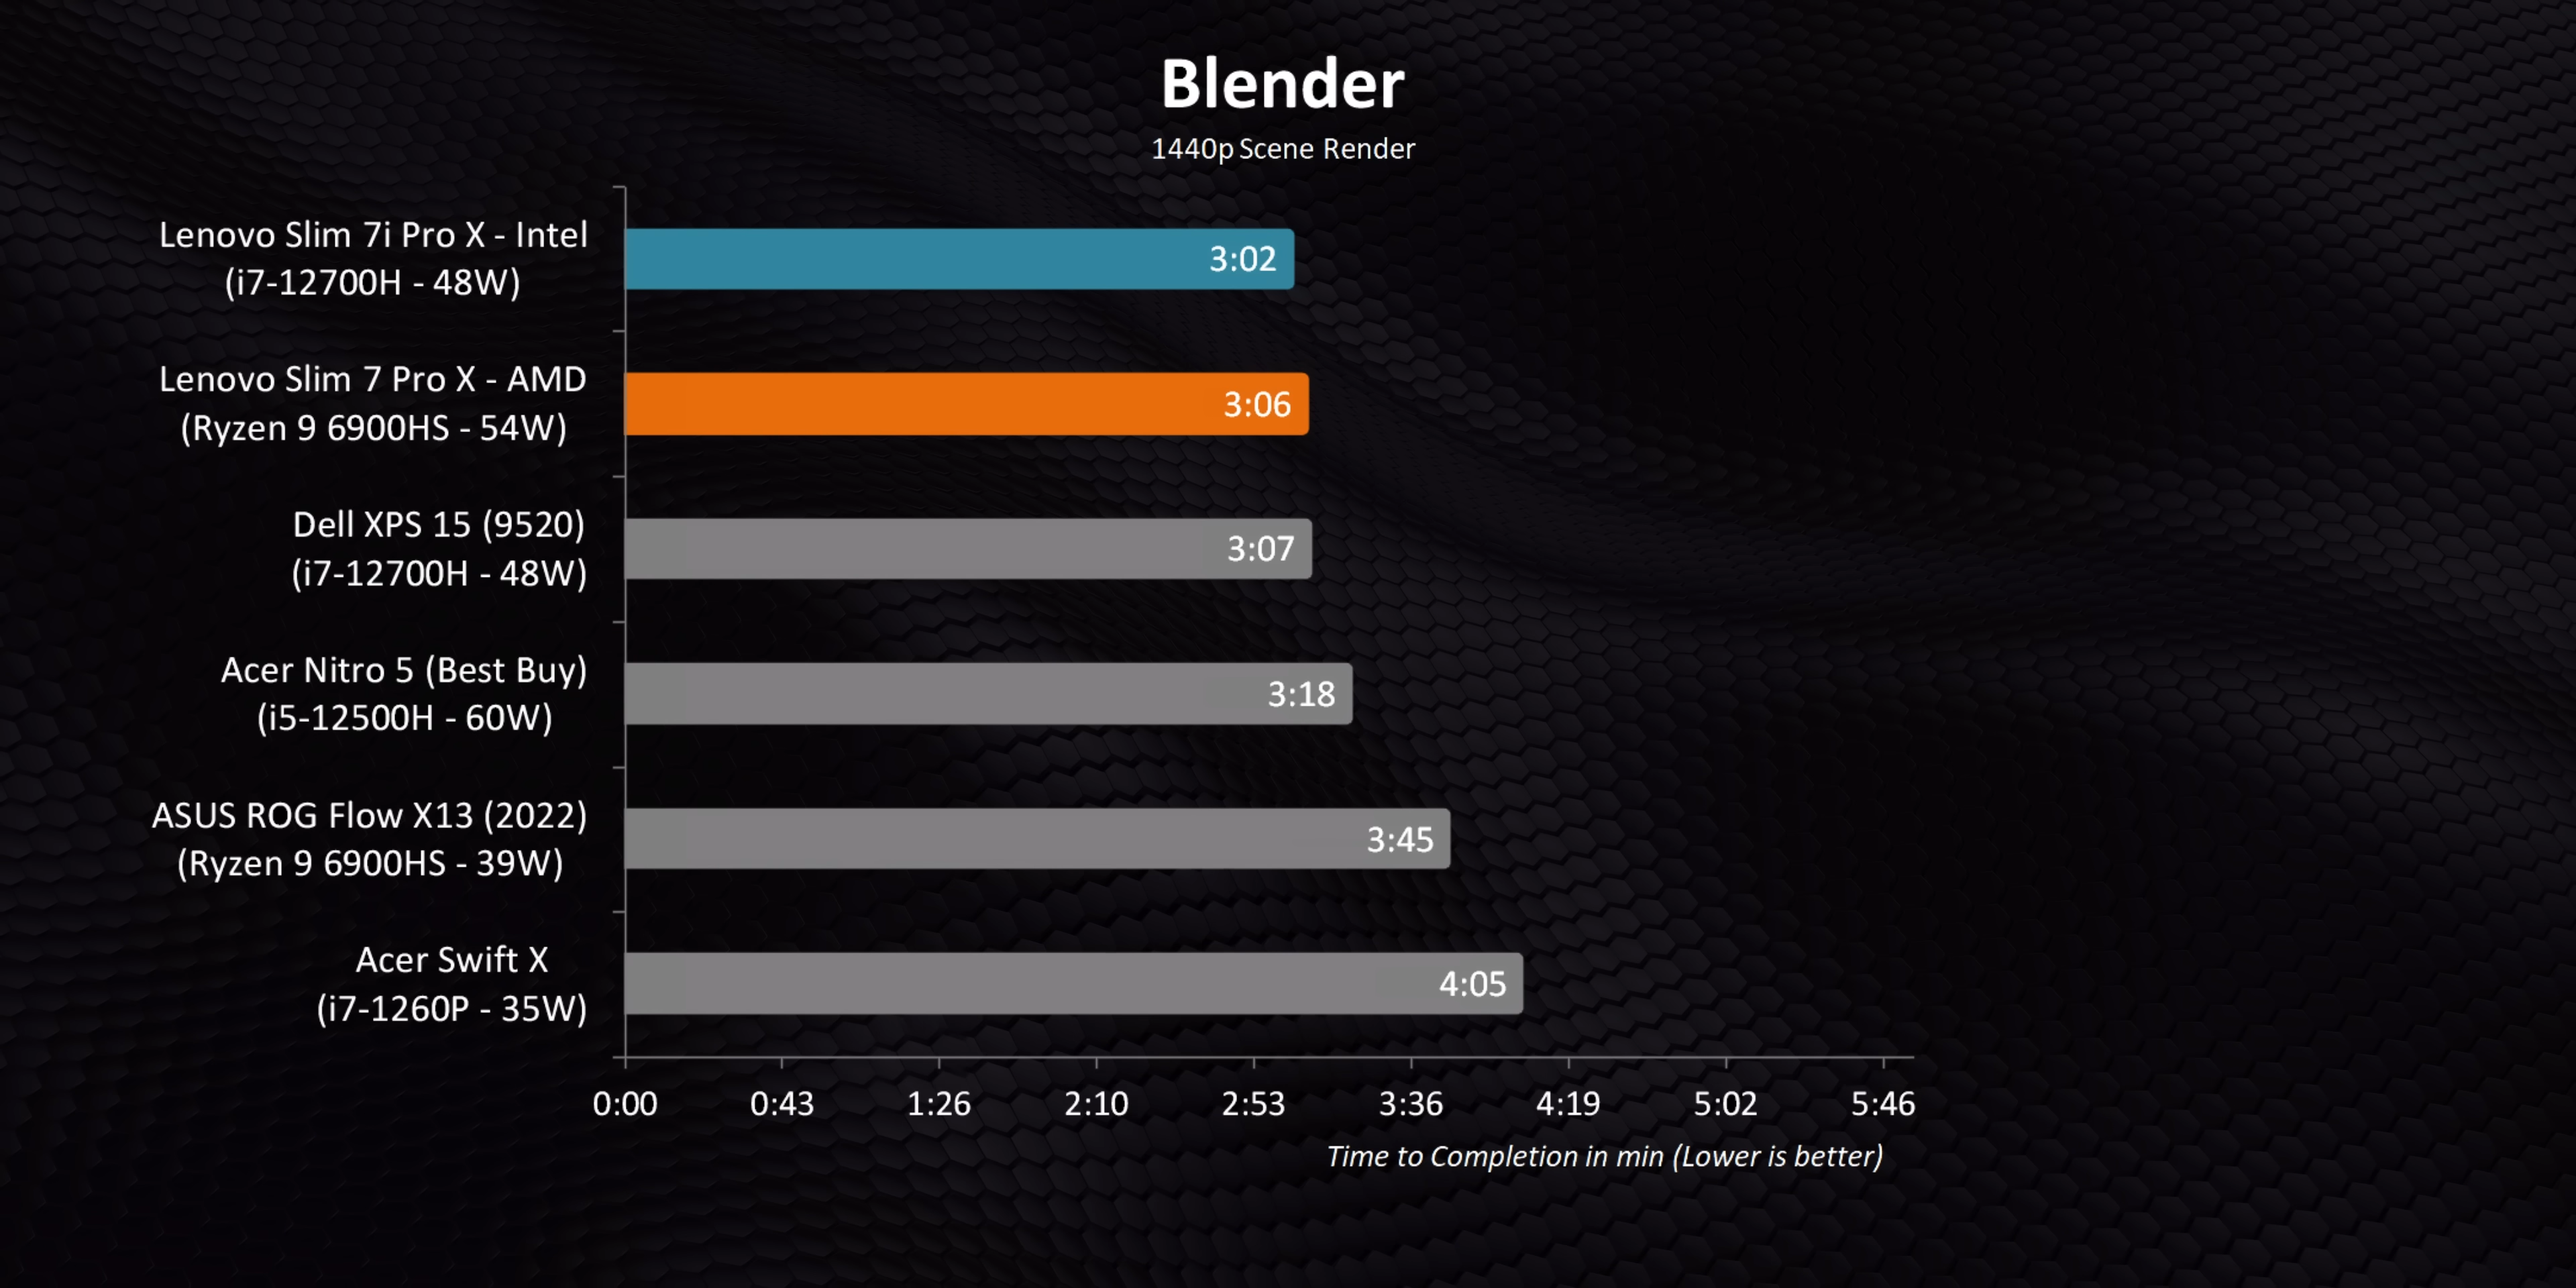 Blender
1440p Scene Render
Lenovo Slim 7i Pro X - Intel
(i7-12700H - 48W)
3:02
Lenovo Slim 7 Pro X - AMD
(Ryzen 9 6900HS - 54W)
3:06
Dell XPS 15 (9520)
(i7-12700H - 48W)
3:07
Acer Nitro 5 (Best Buy)
(i5-12500H - 60W)
3:18
ASUS ROG Flow X13 (2022)
(Ryzen 9 6900HS - 39W)
3:45
Acer Swift X
(i7-1260P - 35W)
4:05
0:00 0:43 1:26 2:10 2:53 3:36 4:19 5:02 5:46
Time to Completion in min (Lower is better)